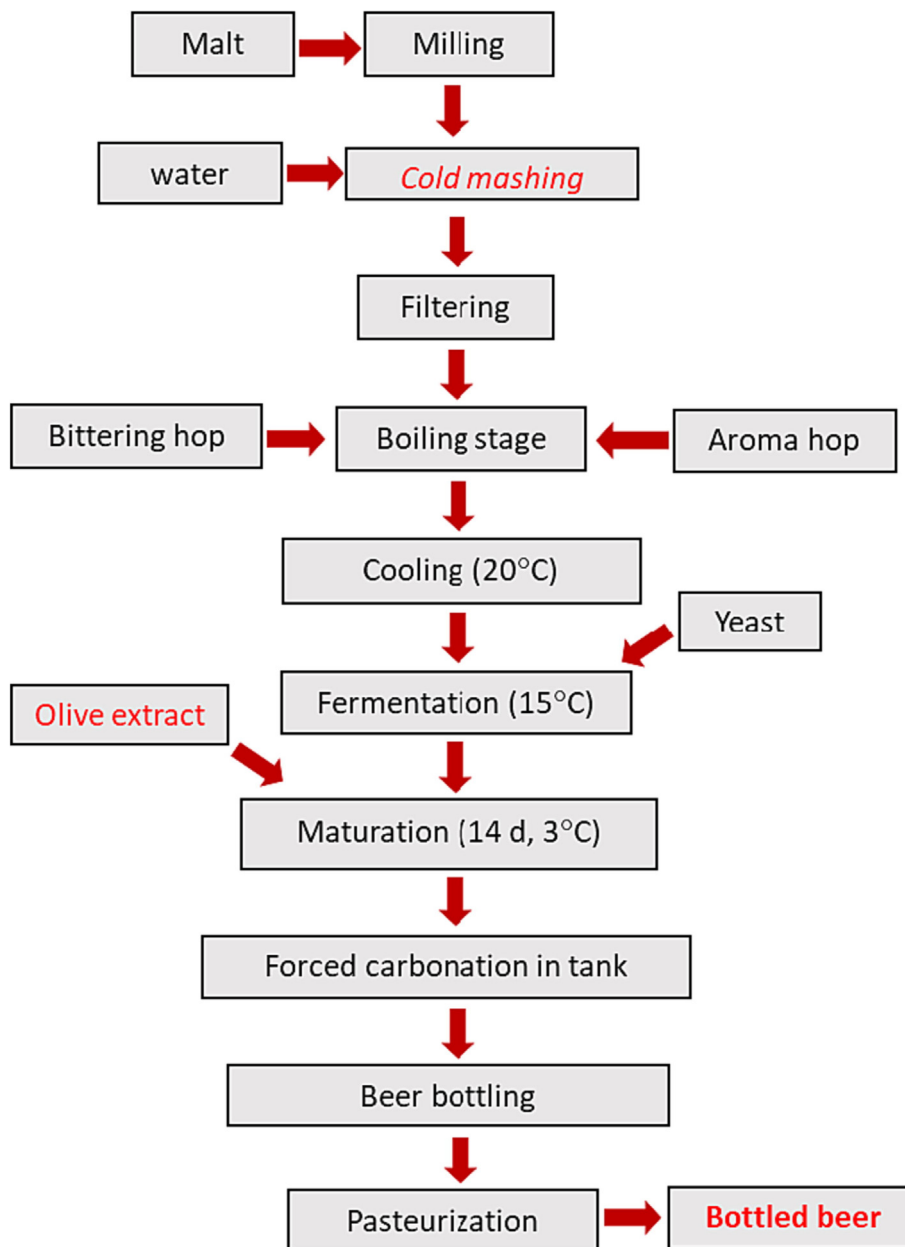 Malt
Milling
water
Cold mashing
Filtering
Bittering hop
Boiling stage
Aroma hop
Cooling (20°C)
Yeast
Fermentation (15°C)
Olive extract
Maturation (14 d, 3°C)
Forced carbonation in tank
Beer bottling
Pasteurization
Bottled beer